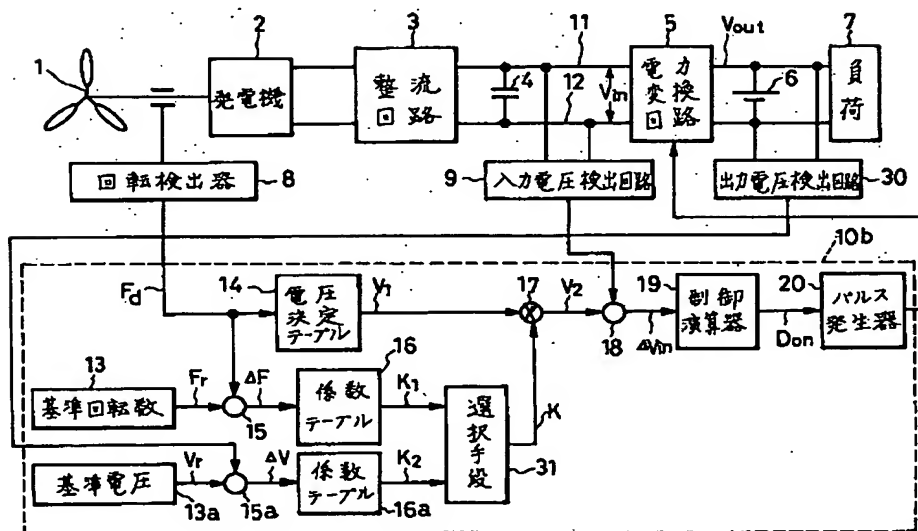 1
2
発電機
3
整流
回路
4
11
12
Vin
5
電力
変換
回路
Vout
6
7
負荷
回転検出器
8
9
入力電圧検出回路
出力電圧検出回路
30
10b
Fd
14
電圧
決定
テーブル
V1
17
V2
18
ΔVin
19
制御
演算器
Don
20
パルス
発生器
13
基準回転数
Fr
15
ΔF
16
係数
テーブル
K1
選択手段
31
K
基準電圧
13a
Vr
15a
ΔV
係数
テーブル
16a
K2